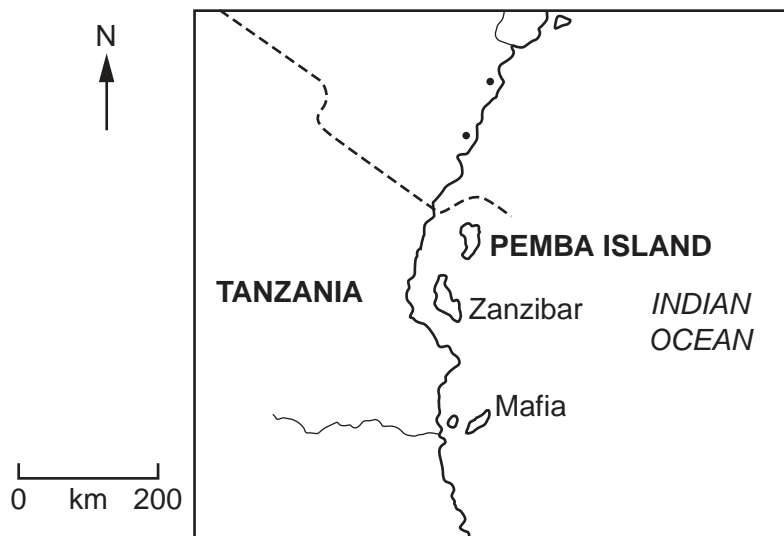 N
PEMBA ISLAND
TANZANIA
Zanzibar
INDIAN
OCEAN
Mafia
0 km 200